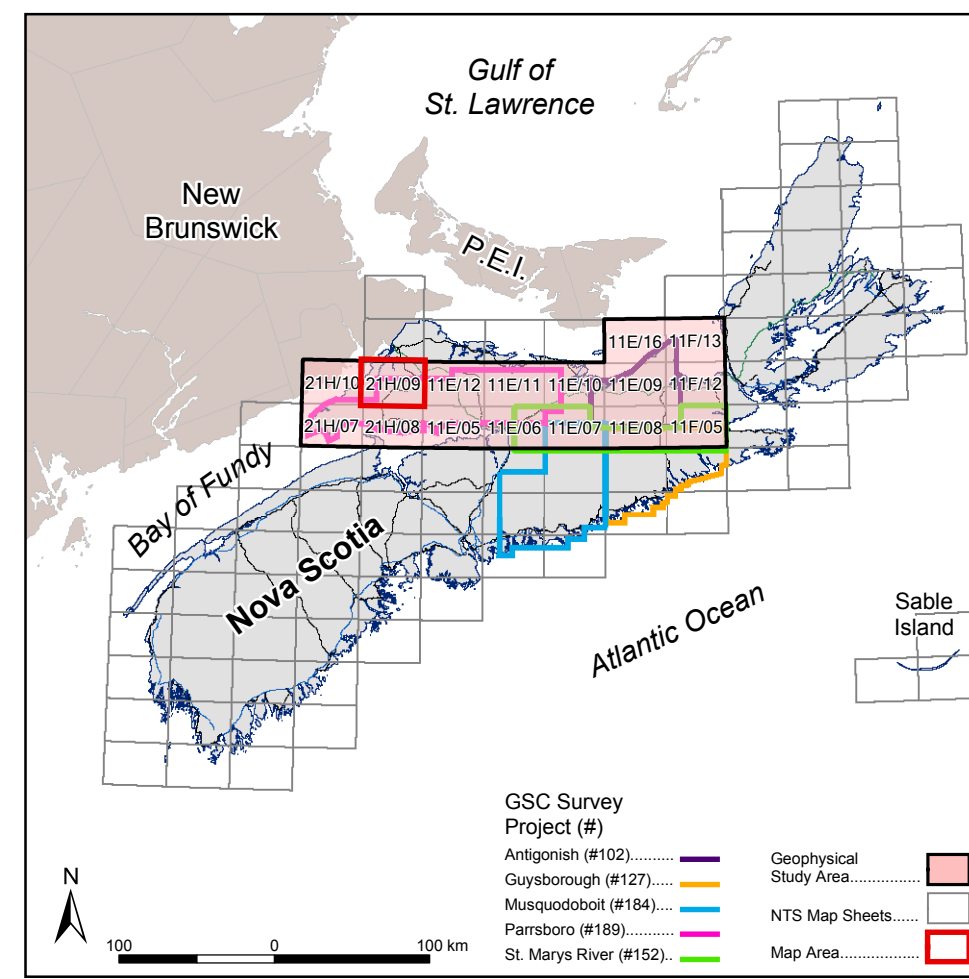 Gulf of
St. Lawrence
New
Brunswick
P.E.I.
11E/16 11F/13
21H/10 21H/09 11E/12 11E/11 11E/10 11E/09 11F/12
21H/07 21H/08 11E/05 11E/06 11E/07 11E/08 11F/05
Bay of Fundy
Nova Scotia
Atlantic Ocean
Sable
Island
GSC Survey
Project (#)
Antigonish (#102)..........
Guysborough (#127).....
Musquodoboit (#184)....
Parrsboro (#189)...........
St. Marys River (#152)..
Geophysical
Study Area................
NTS Map Sheets......
Map Area..................
N
100 0 100 km